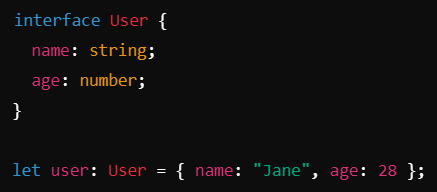 interface User {
  name: string;
  age: number;
}

let user: User = { name: "Jane", age: 28 };